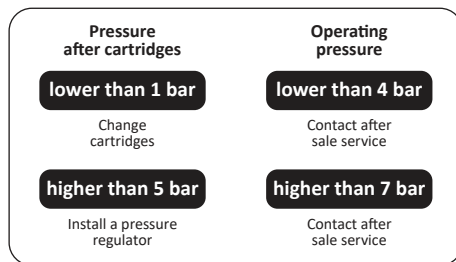 Pressure
after cartridges
lower than 1 bar
Change
cartridges
higher than 5 bar
Install a pressure
regulator
Operating
pressure
lower than 4 bar
Contact after
sale service
higher than 7 bar
Contact after
sale service